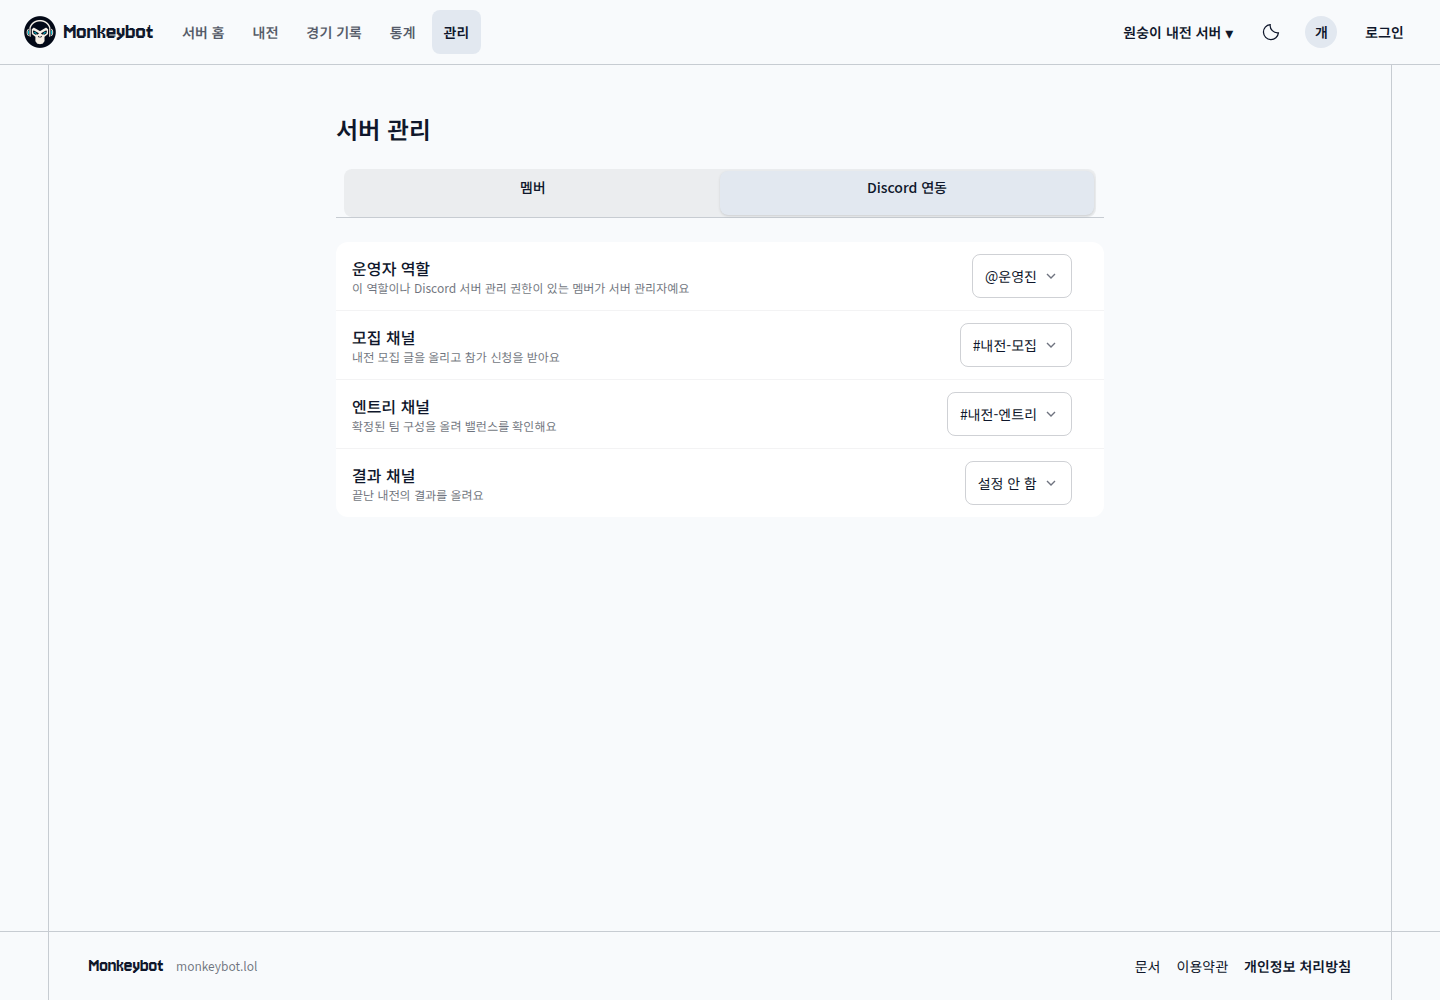 Monkeybot 서버 홈 내전 경기 기록 통계 관리 원숭이 내전 서버 ▾ 개 로그인
서버 관리
멤버 Discord 연동
운영자 역할
이 역할이나 Discord 서버 관리 권한이 있는 멤버가 서버 관리자예요
@운영진
모집 채널
내전 모집 글을 올리고 참가 신청을 받아요
#내전-모집
엔트리 채널
확정된 팀 구성을 올려 밸런스를 확인해요
#내전-엔트리
결과 채널
끝난 내전의 결과를 올려요
설정 안 함
Monkeybot monkeybot.lol 문서 이용약관 개인정보 처리방침